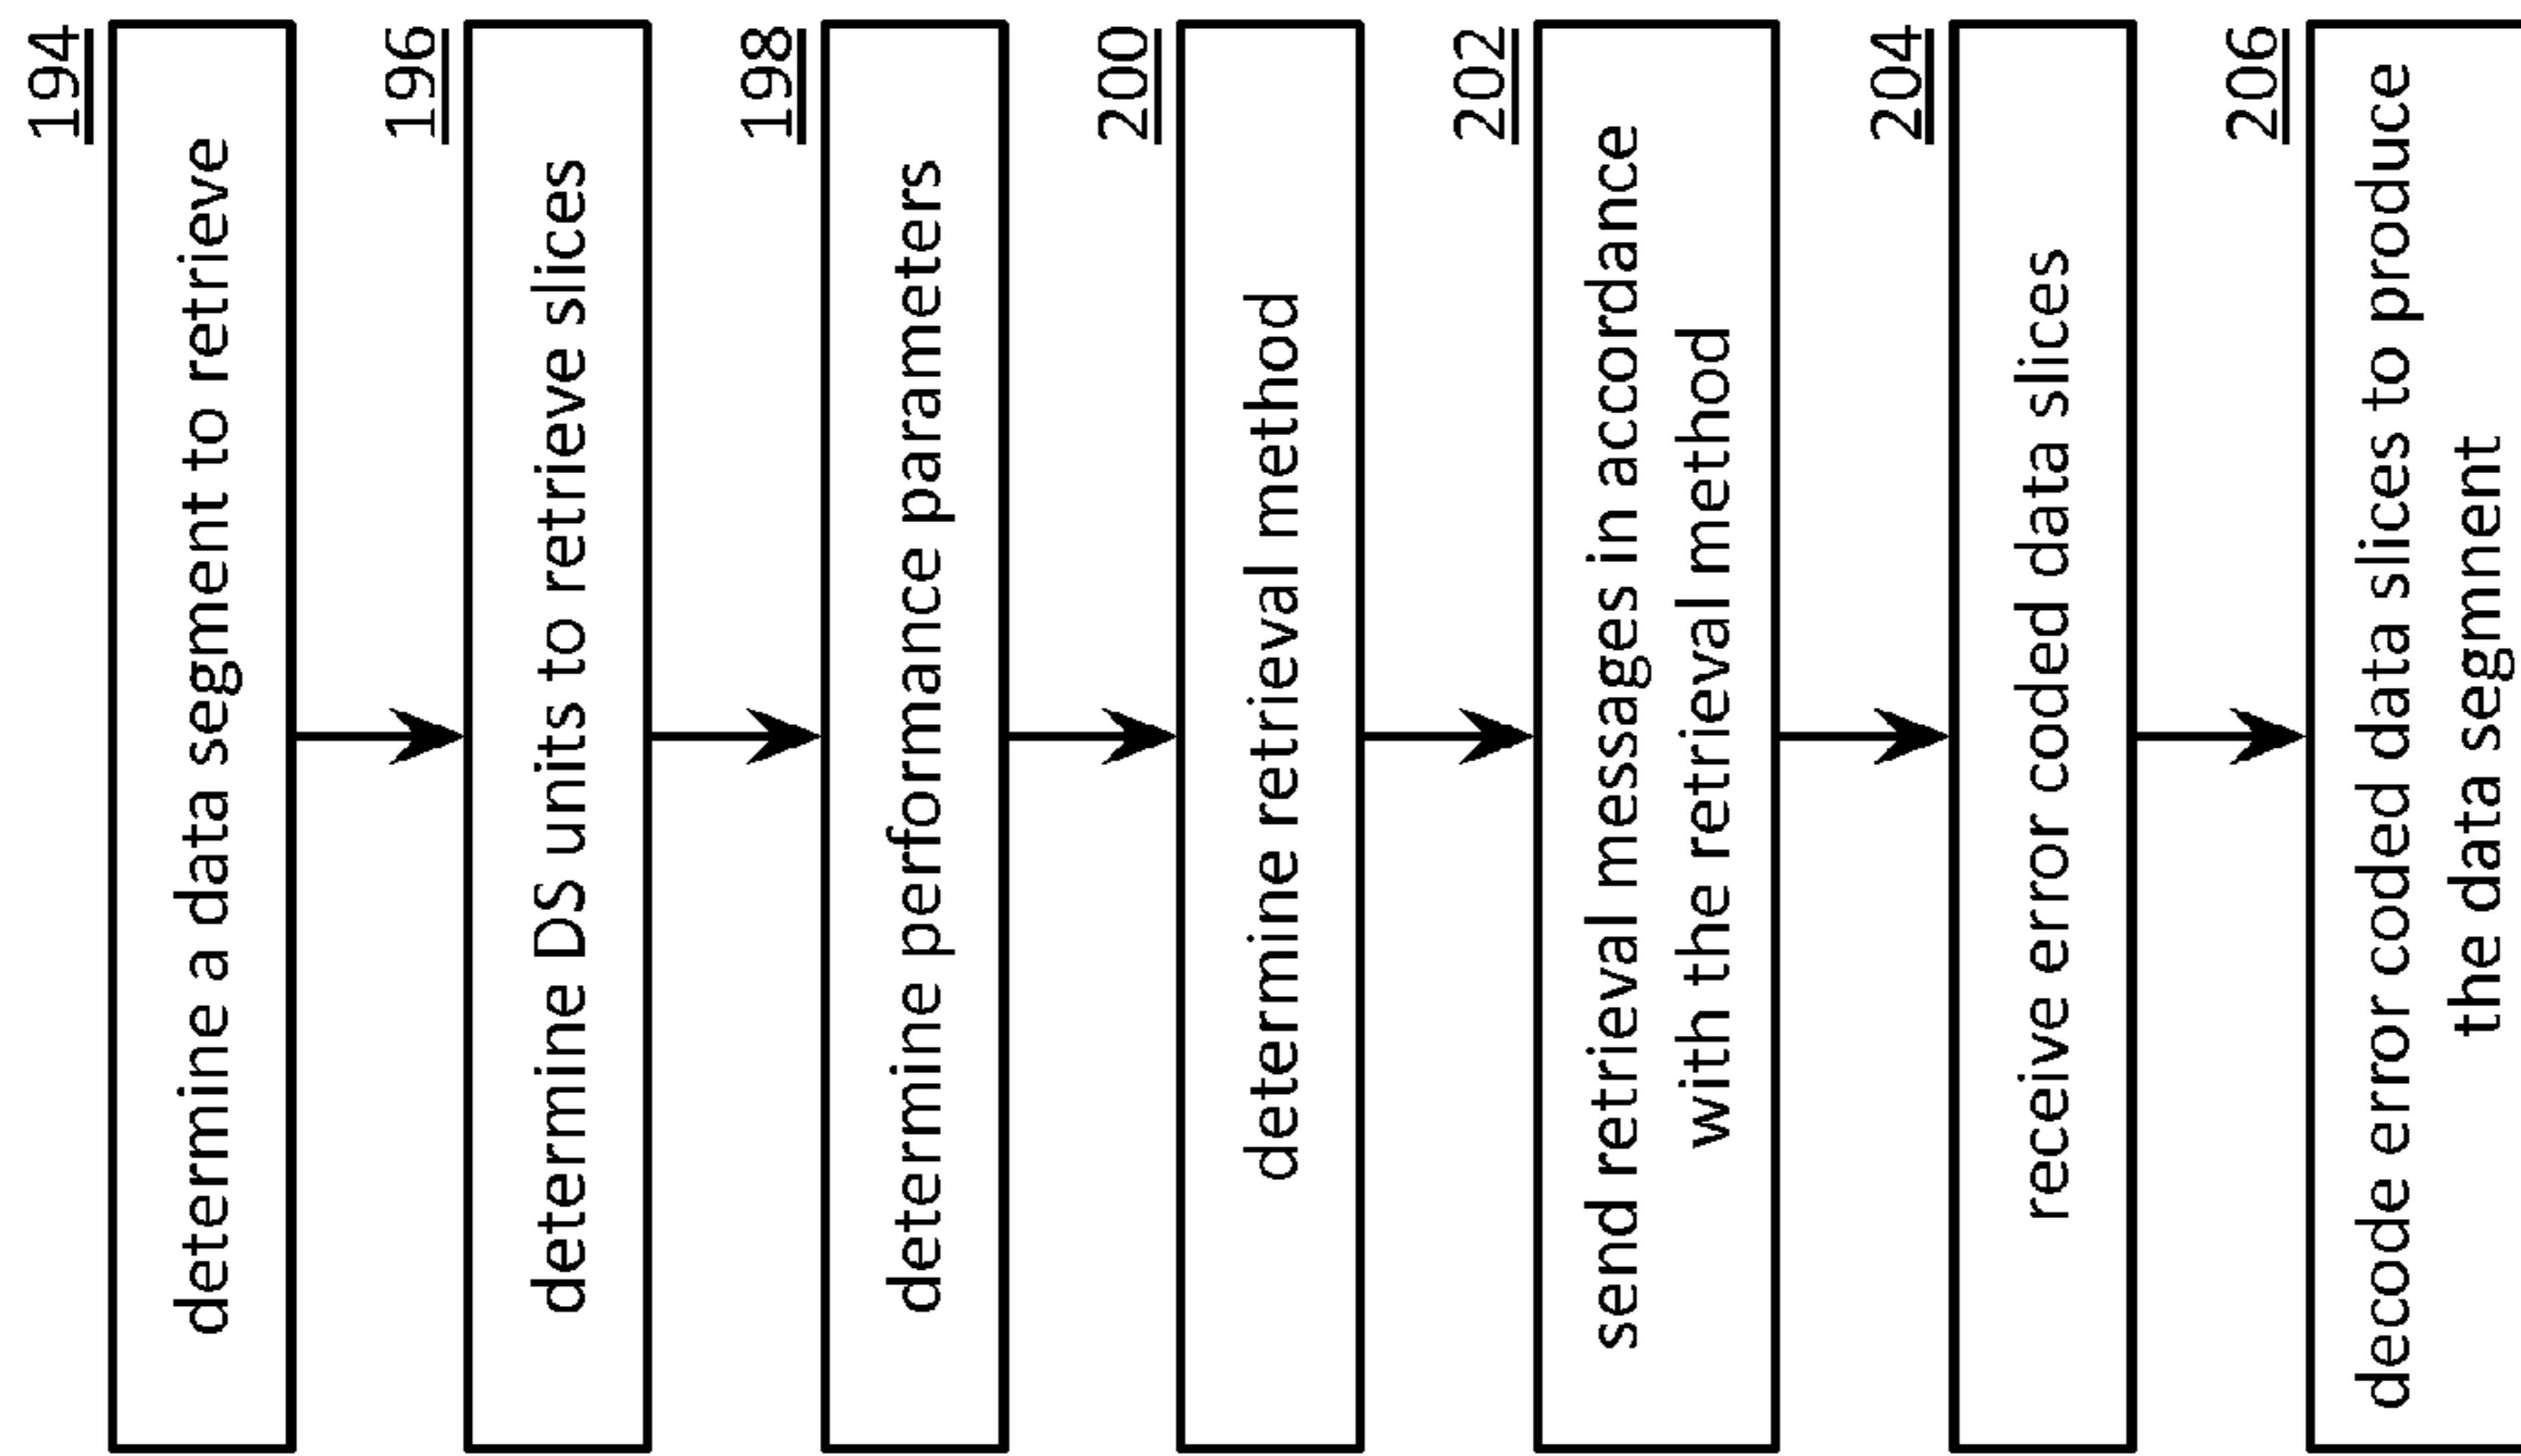 194
determine a data segment to retrieve
196
determine DS units to retrieve slices
198
determine performance parameters
200
determine retrieval method
202
send retrieval messages in accordance
with the retrieval method
204
receive error coded data slices
206
decode error coded data slices to produce
the data segment